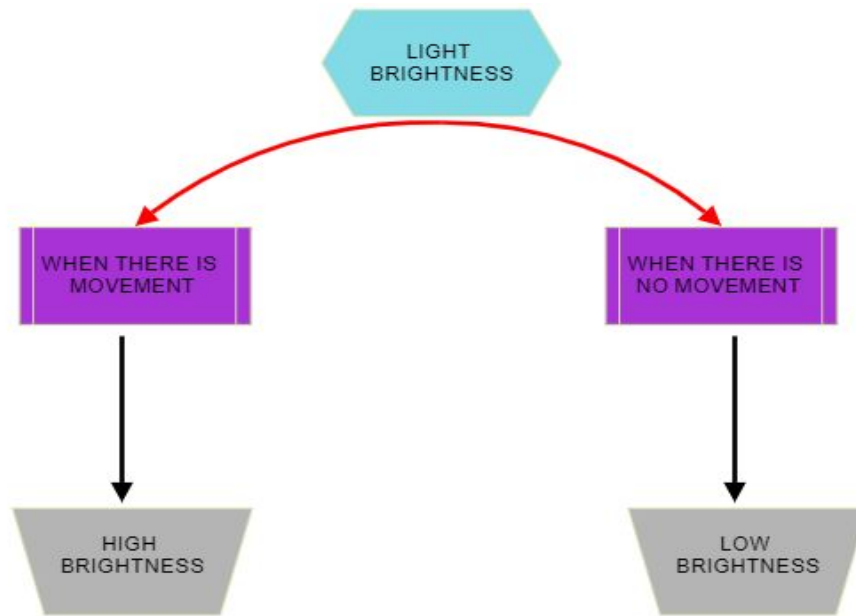 LIGHT
BRIGHTNESS
WHEN THERE IS
MOVEMENT
WHEN THERE IS
NO MOVEMENT
HIGH
BRIGHTNESS
LOW
BRIGHTNESS